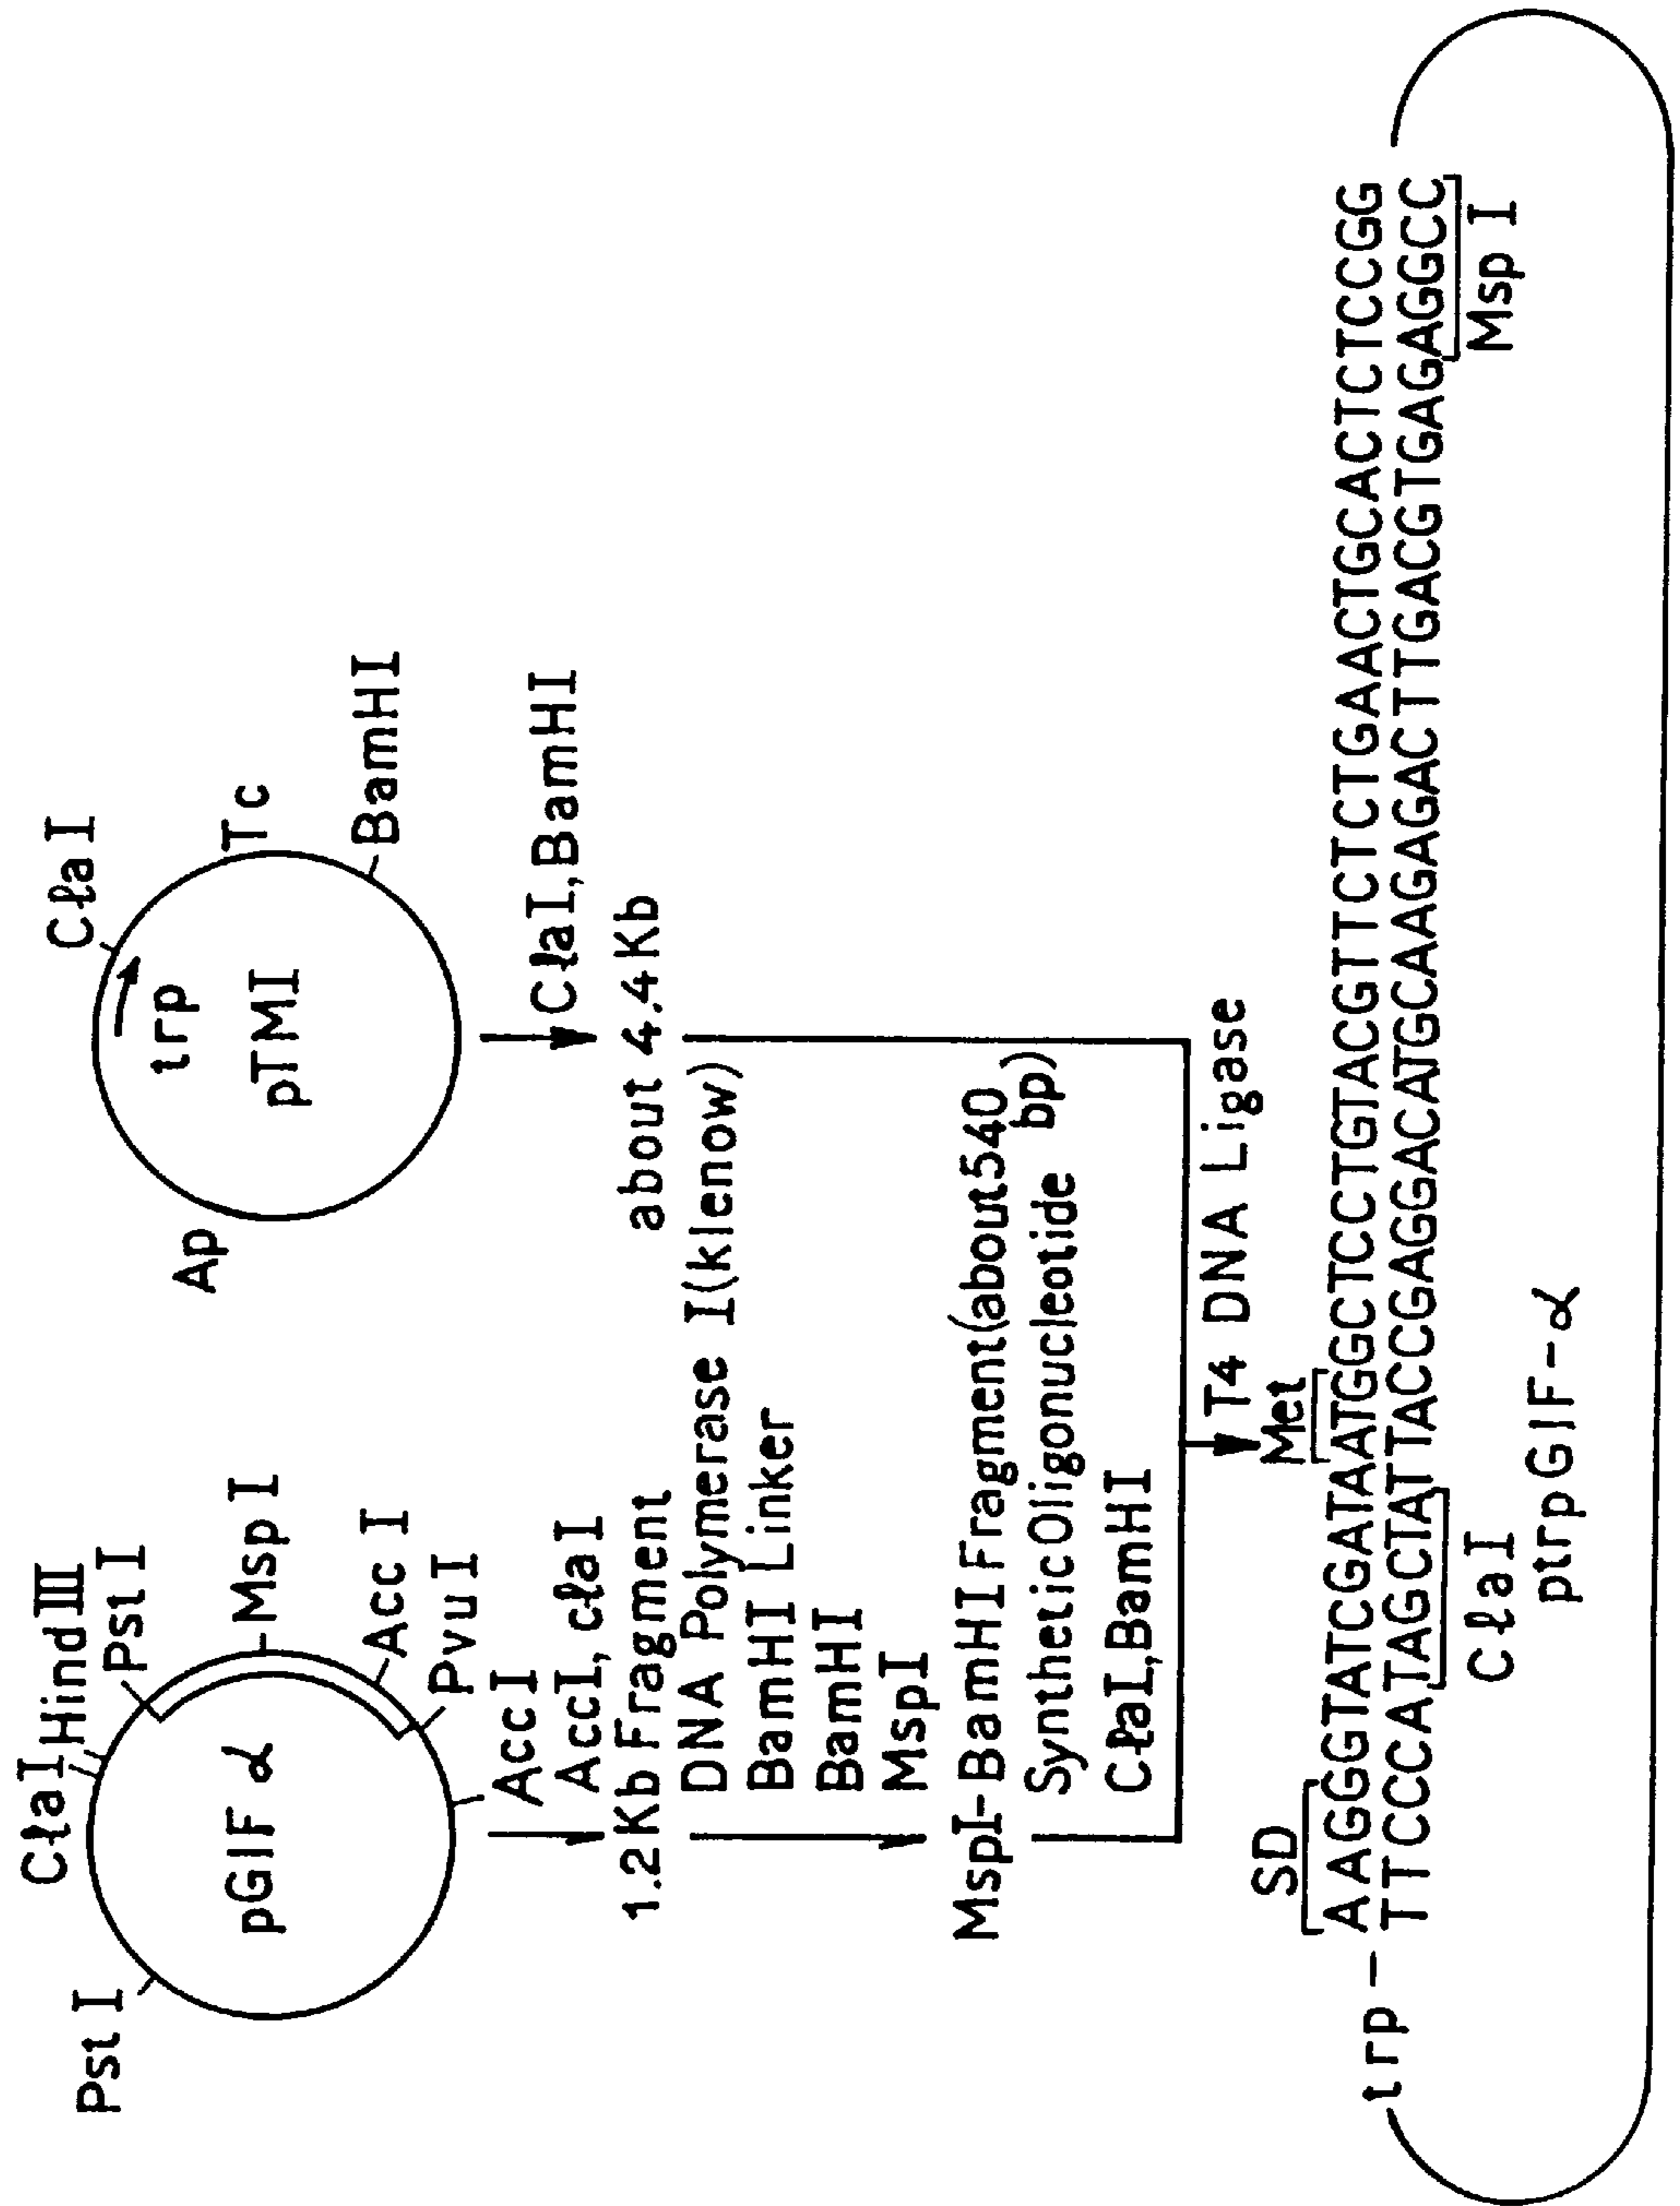 PstI
ClaI
HindIII
PstI
MspI
AccI
PvuI
AccI
pGIF α
Ap
trp
pTMI
ClaI
Tc
BamHI
AccI, ClaI
1.2Kb Fragment
DNA Polymerase I(klenow)
BamHI Linker
BamHI
MspI
MspI-BamHI Fragment(about540 bp)
Synthetic Oligonucleotide
ClaI, BamHI
ClaI, BamHI
about 4.4Kb
T4 DNA Ligase
SD
Met
trp-
AAGGGTATCGATAATGGCTCCTGTACGTTCTCTGAACTGCACTCTCCGG
TTCCCATAGCTATTACCGAGGACATGCAAGAGACTTGACGTGAGAGGCC
ClaI
MspI
ptrpGIF-α